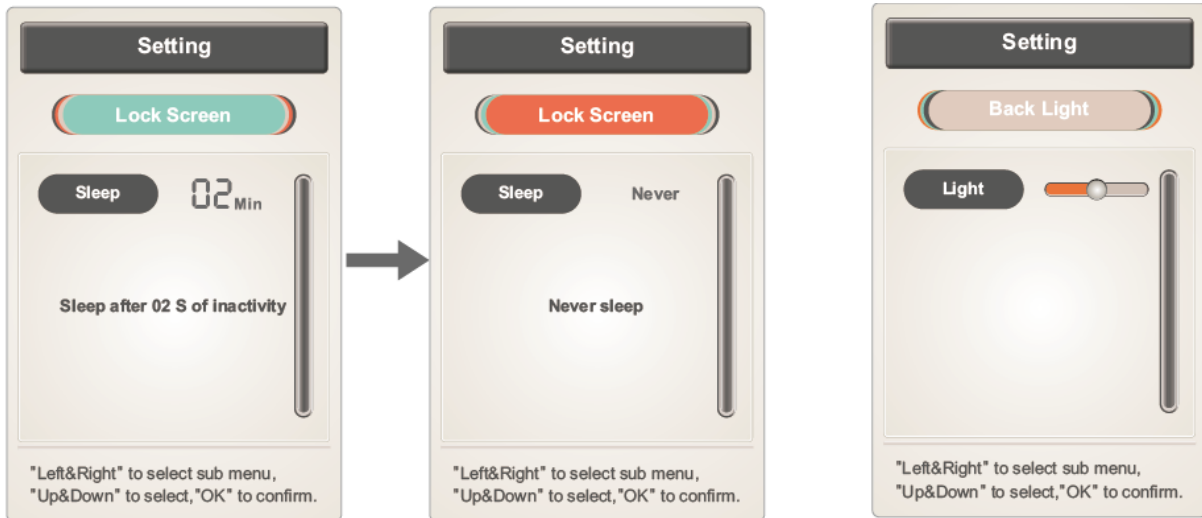 Setting
Lock Screen
Sleep
02 Min
Sleep after 02 S of inactivity
"Left&Right" to select sub menu,
"Up&Down" to select,"OK" to confirm.
Setting
Lock Screen
Sleep
Never
Never sleep
"Left&Right" to select sub menu,
"Up&Down" to select,"OK" to confirm.
Setting
Back Light
Light
"Left&Right" to select sub menu,
"Up&Down" to select,"OK" to confirm.